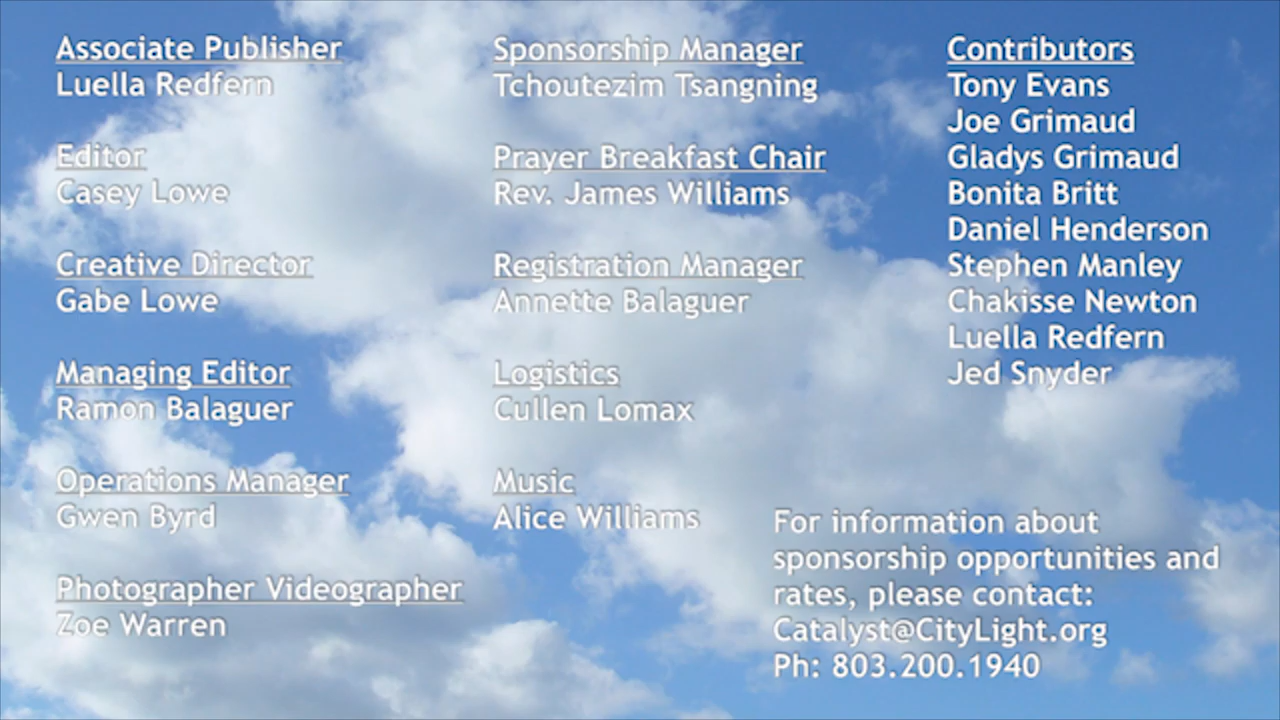 Associate Publisher
Luella Redfern
Editor
Casey Lowe
Creative Director
Gabe Lowe
Managing Editor
Ramon Balaguer
Operations Manager
Gwen Byrd
Photographer Videographer
Zoe Warren
Sponsorship Manager
Tchoutezim Tsangning
Prayer Breakfast Chair
Rev. James Williams
Registration Manager
Annette Balaguer
Logistics
Cullen Lomax
Music
Alice Williams
Contributors
Tony Evans
Joe Grimaud
Gladys Grimaud
Bonita Britt
Daniel Henderson
Stephen Manley
Chakisse Newton
Luella Redfern
Jed Snyder
For information about
sponsorship opportunities and
rates, please contact:
Catalyst@CityLight.org
Ph: 803.200.1940